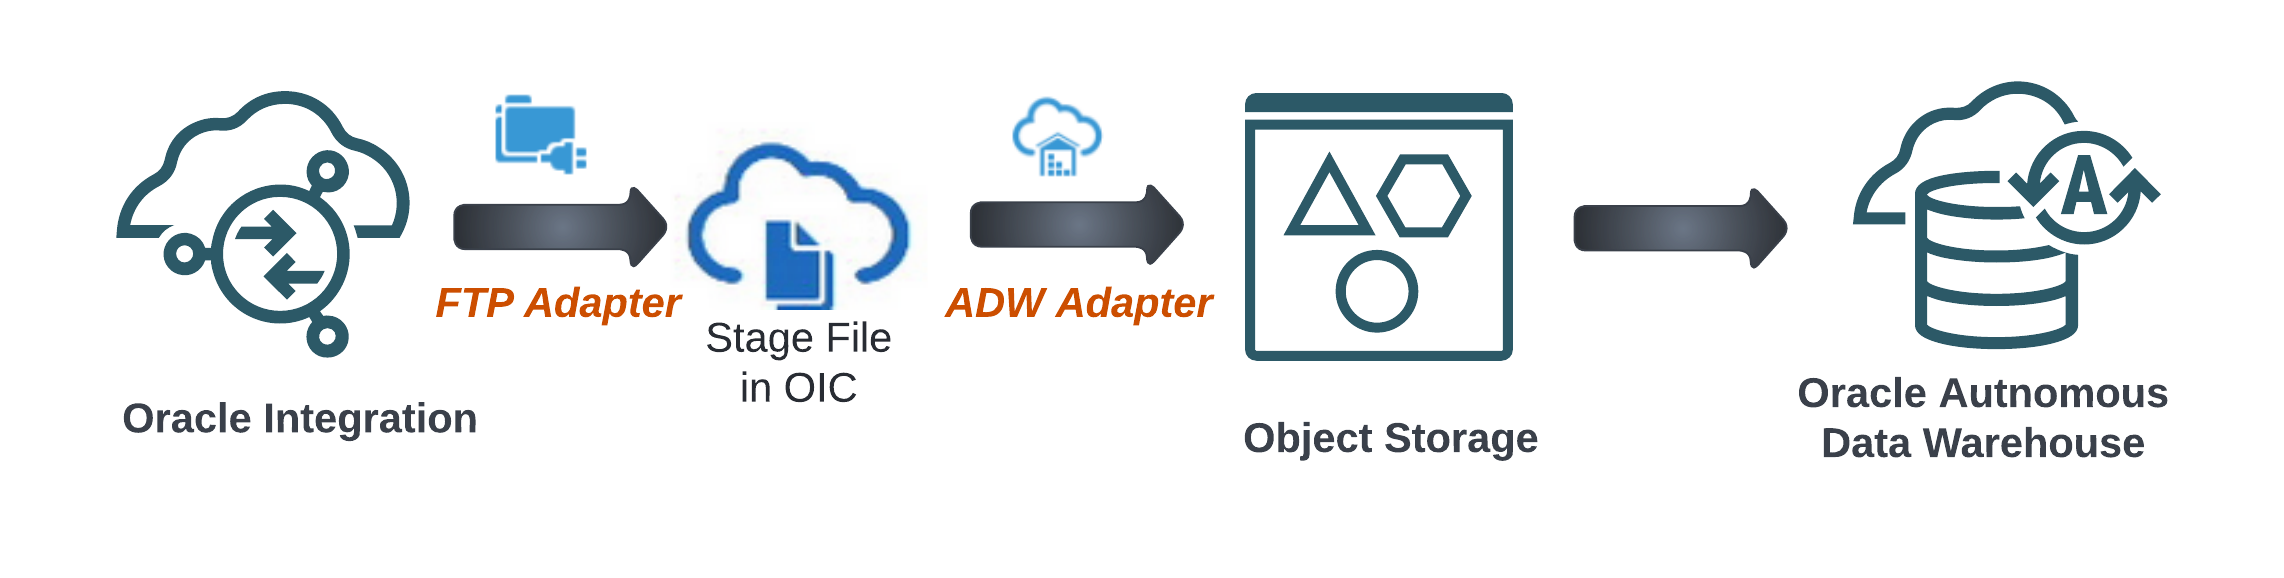 FTP Adapter
Stage File
in OIC
ADW Adapter
Oracle Integration
Object Storage
A
Oracle Autnomous
Data Warehouse